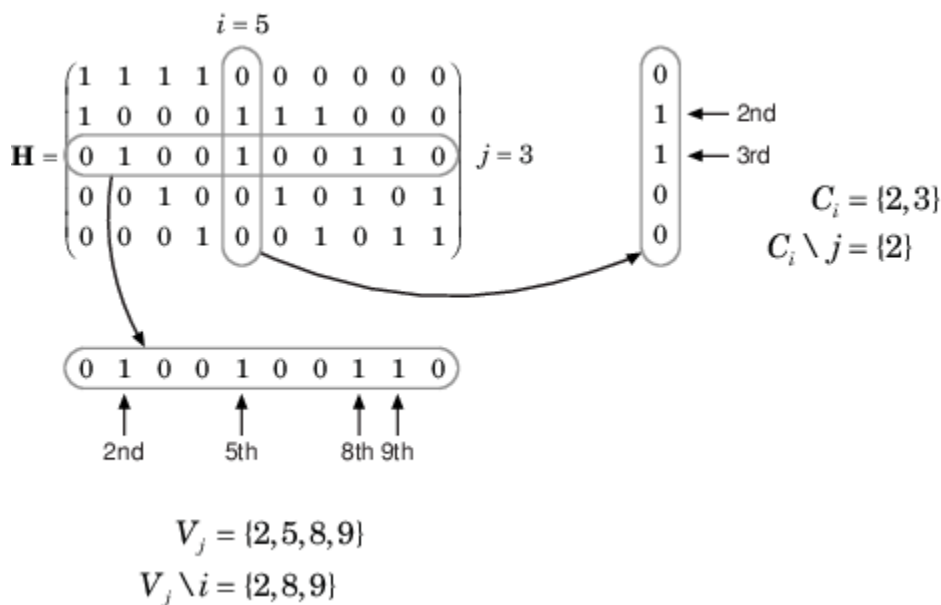 i = 5
1 1 1 1 0 0 0 0 0 0
1 0 0 0 1 1 1 0 0 0
H = 0 1 0 0 1 0 0 1 1 0 j = 3
0 0 1 0 0 1 0 1 0 1
0 0 0 1 0 0 1 0 1 1
0
1 2nd
1 3rd
0
0
C_i = {2,3}
C_i \ j = {2}
0 1 0 0 1 0 0 1 1 0
2nd 5th 8th 9th
V_j = {2,5,8,9}
V_j \ i = {2,8,9}